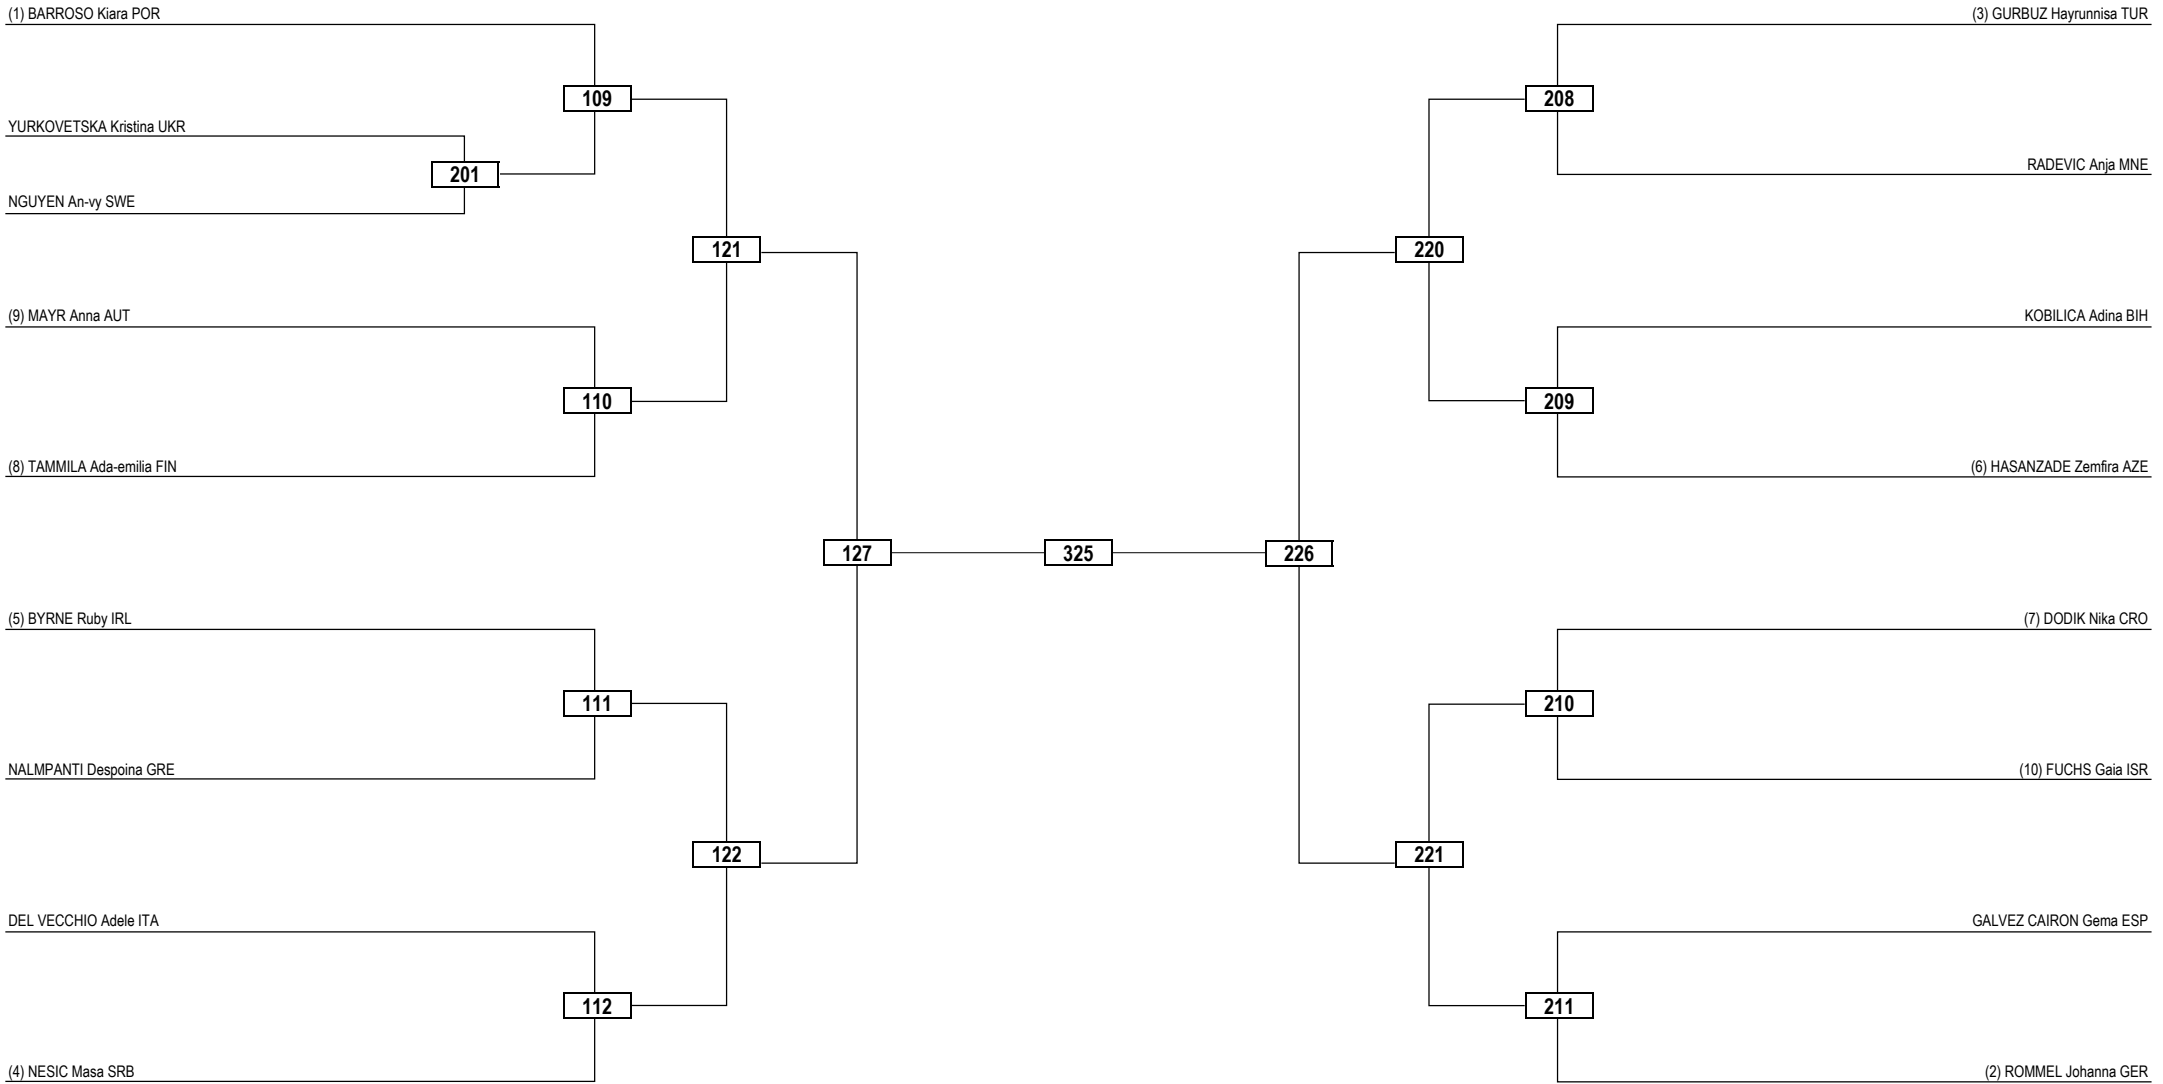 (1) BARROSO Kiara POR
(3) GURBUZ Hayrunnisa TUR
109
208
YURKOVETSKA Kristina UKR
201
RADEVIC Anja MNE
NGUYEN An-vy SWE
121
220
(9) MAYR Anna AUT
KOBILICA Adina BIH
110
209
(8) TAMMILA Ada-emilia FIN
(6) HASANZADE Zemfira AZE
127
325
226
(5) BYRNE Ruby IRL
(7) DODIK Nika CRO
111
210
NALMPANTI Despoina GRE
(10) FUCHS Gaia ISR
122
221
DEL VECCHIO Adele ITA
GALVEZ CAIRON Gema ESP
112
211
(4) NESIC Masa SRB
(2) ROMMEL Johanna GER